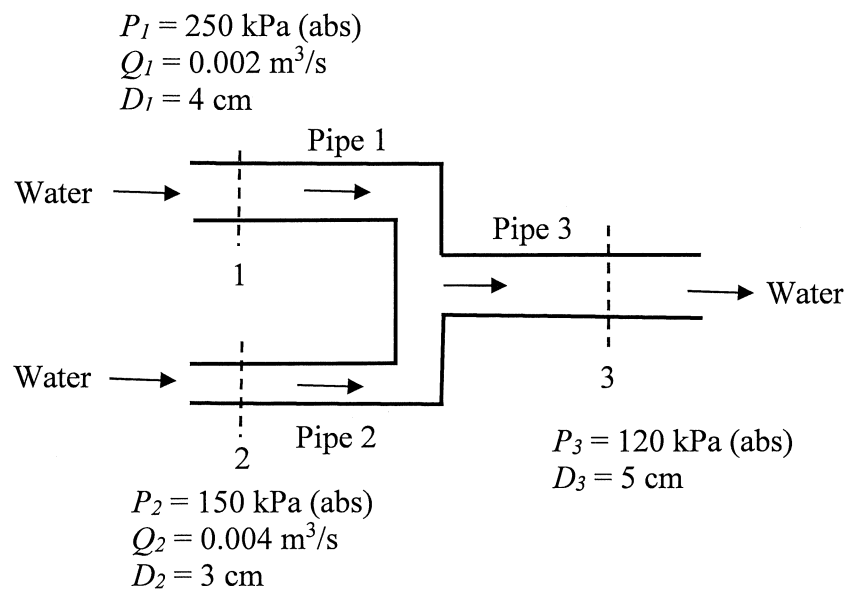 P₁ = 250 kPa (abs)
Q₁ = 0.002 m³/s
D₁ = 4 cm
Pipe 1
Water
Pipe 3
1
Water
Water
3
Pipe 2
2
P₃ = 120 kPa (abs)
D₃ = 5 cm
P₂ = 150 kPa (abs)
Q₂ = 0.004 m³/s
D₂ = 3 cm